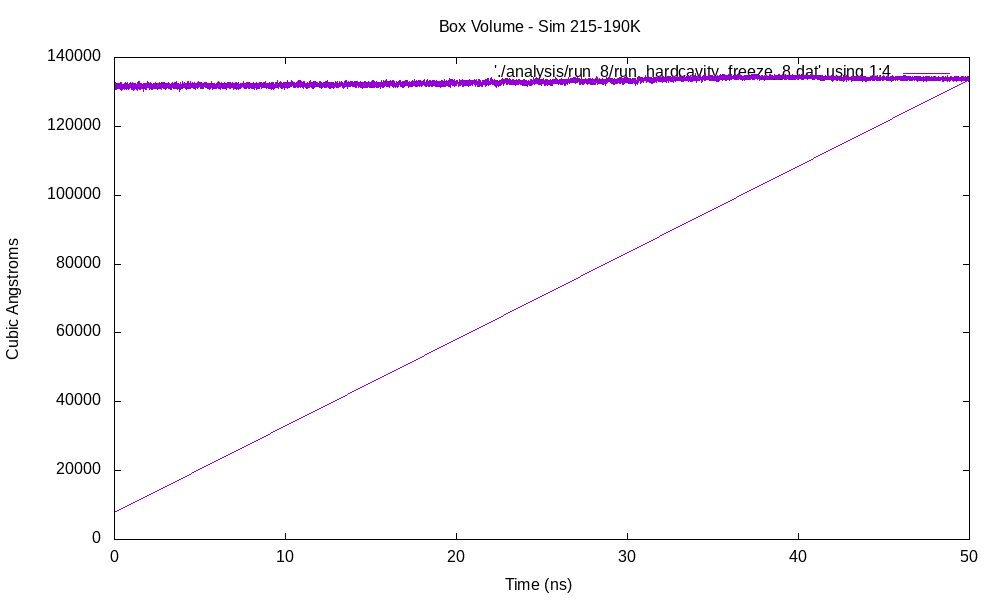 Box Volume - Sim 215-190K
'./analysis/run_8/run_hardcavity_freeze_8.dat' using 1:4
140000
120000
100000
80000
60000
40000
20000
0
Cubic Angstroms
0 10 20 30 40 50
Time (ns)